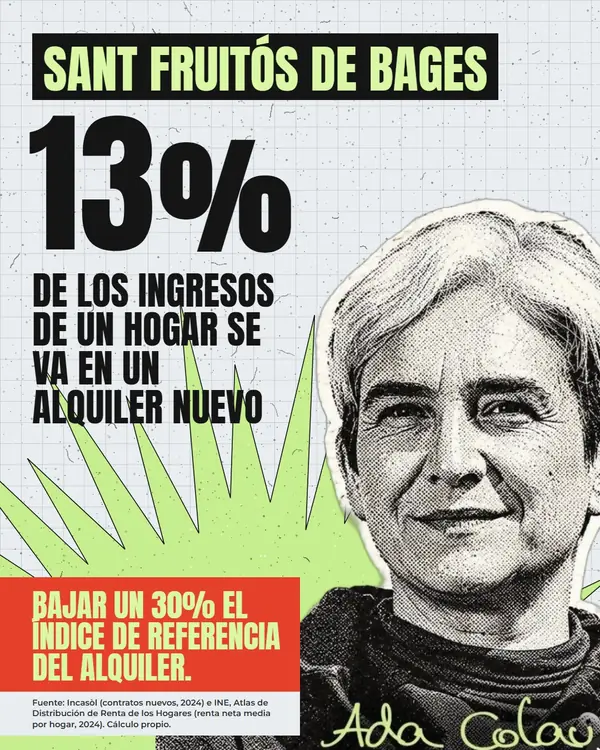 SANT FRUITÓS DE BAGES
13%
DE LOS INGRESOS
DE UN HOGAR SE
VA EN UN
ALQUILER NUEVO
BAJAR UN 30% EL
ÍNDICE DE REFERENCIA
DEL ALQUILER.
Fuente: Incasòl (contratos nuevos, 2024) e INE, Atlas de
Distribución de Renta de los Hogares (renta neta media
por hogar, 2024). Cálculo propio.
Ada Colau